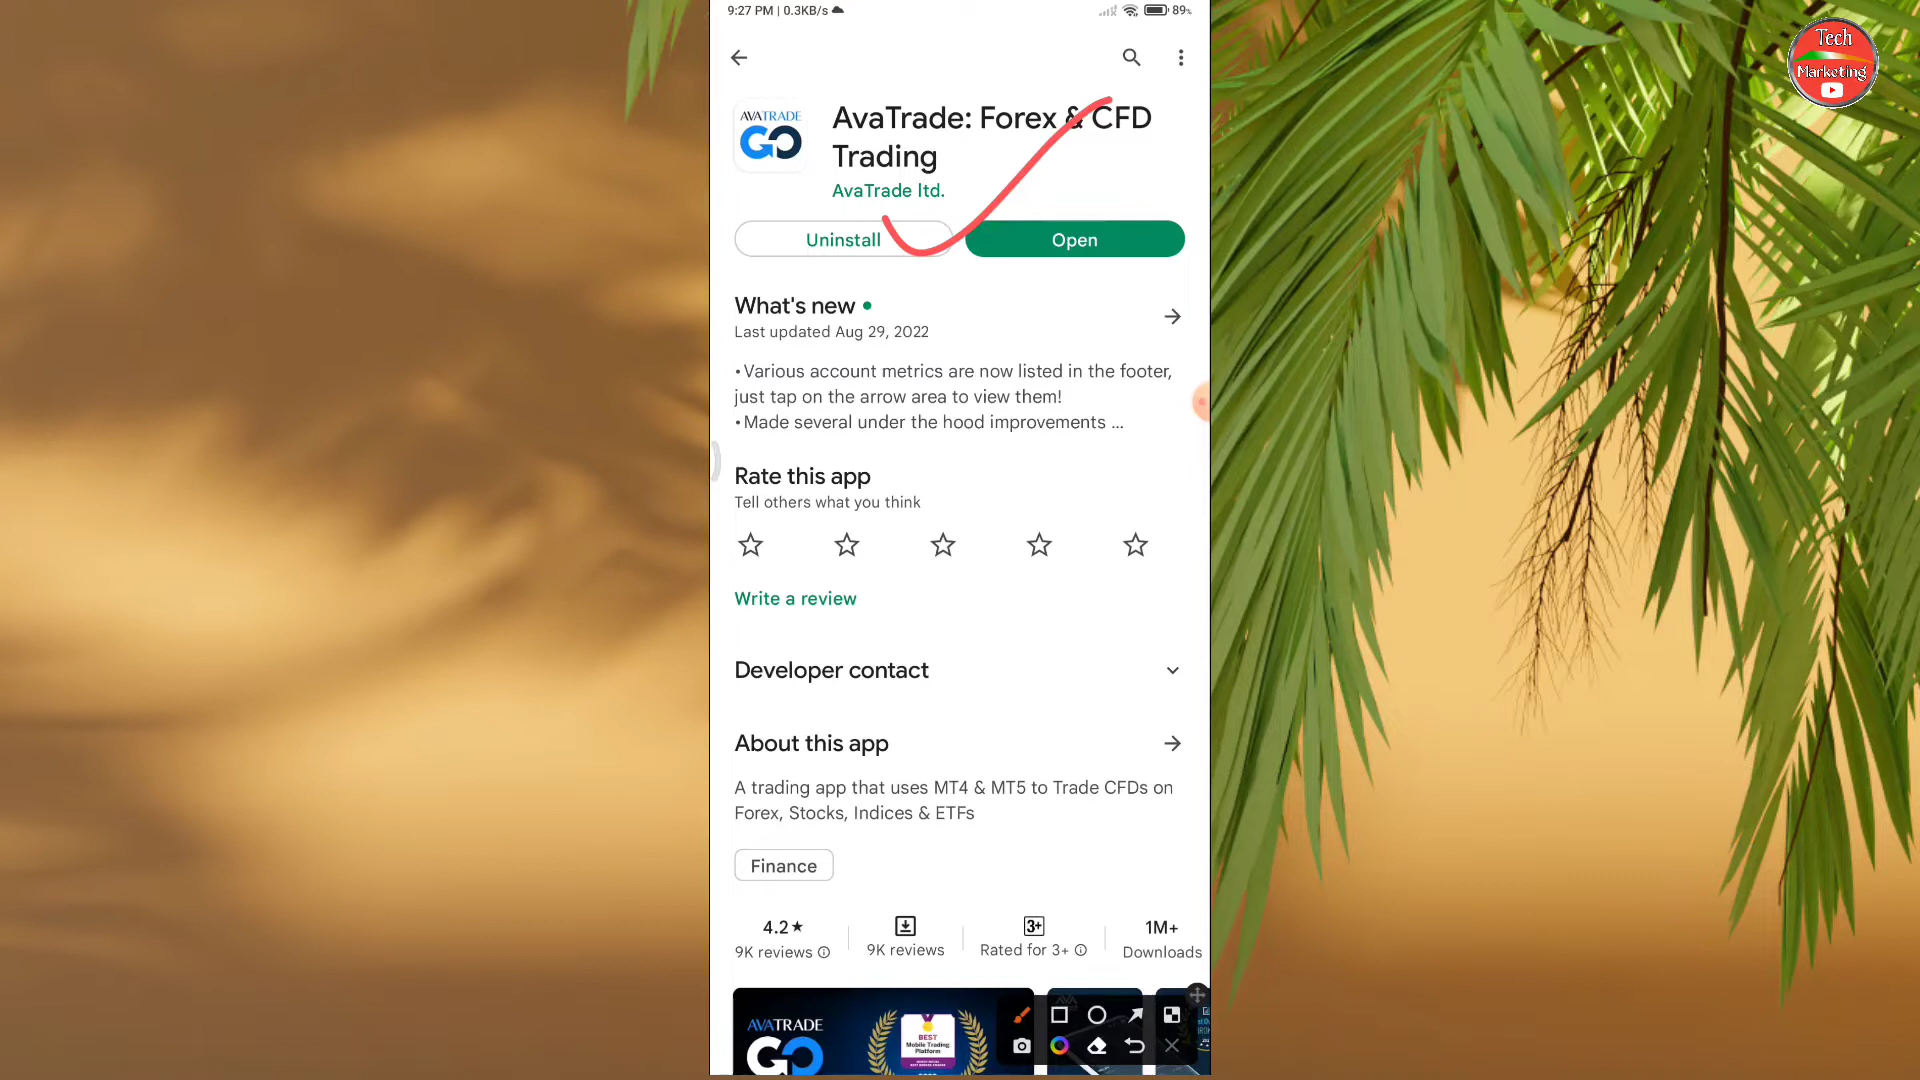 9:27 PM | 0.3KB/s
89%
Tech
Marketing
AVATRADE
GO
AvaTrade: Forex & CFD
Trading
AvaTrade ltd.
Uninstall
Open
What's new
Last updated Aug 29, 2022
• Various account metrics are now listed in the footer,
just tap on the arrow area to view them!
• Made several under the hood improvements ...
Rate this app
Tell others what you think
Write a review
Developer contact
About this app
A trading app that uses MT4 & MT5 to Trade CFDs on
Forex, Stocks, Indices & ETFs
Finance
4.2★
9K reviews
9K reviews
3+
Rated for 3+
1M+
Downloads
AVATRADE
GO
BEST
Mobile Trading
Platform